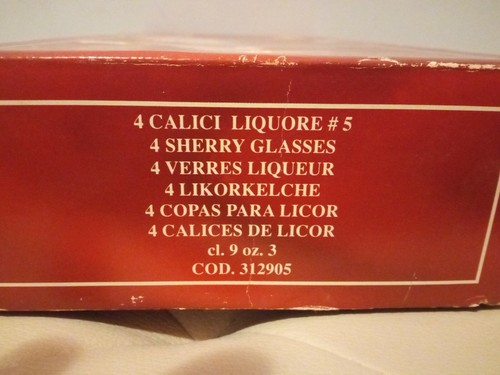 4 CALICI LIQUORE # 5
4 SHERRY GLASSES
4 VERRES LIQUEUR
4 LIKORKELCHE
4 COPAS PARA LICOR
4 CALICES DE LICOR
cl. 9 oz. 3
COD. 312905